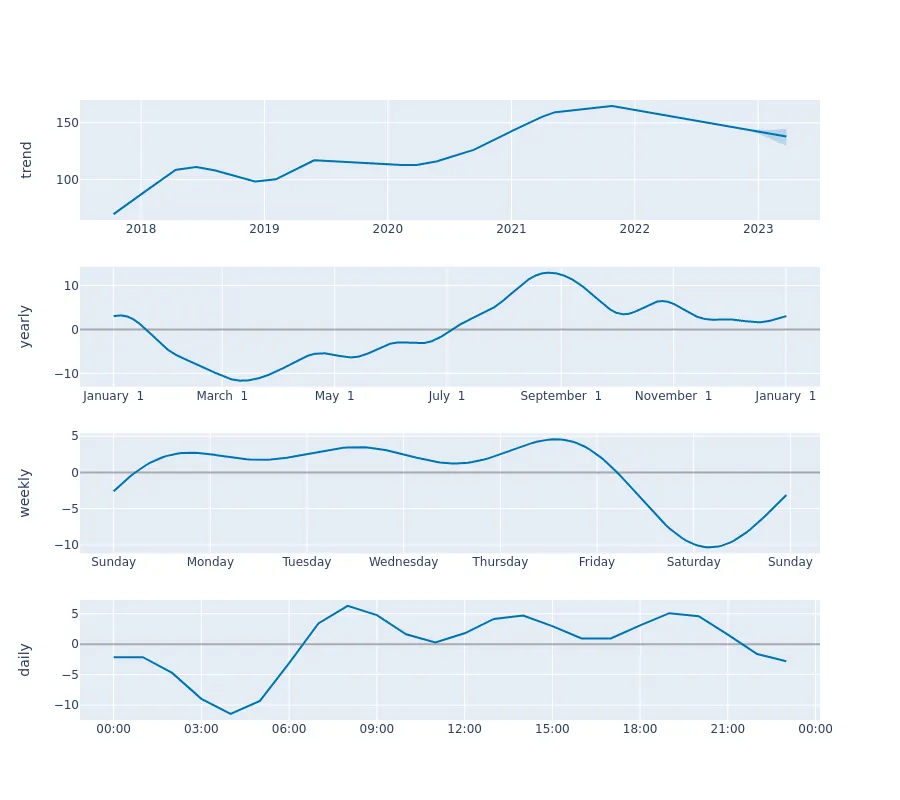 trend
150
100
2018 2019 2020 2021 2022 2023
yearly
10
0
−10
January 1 March 1 May 1 July 1 September 1 November 1 January 1
weekly
5
0
−5
−10
Sunday Monday Tuesday Wednesday Thursday Friday Saturday Sunday
daily
5
0
−5
−10
00:00 03:00 06:00 09:00 12:00 15:00 18:00 21:00 00:00